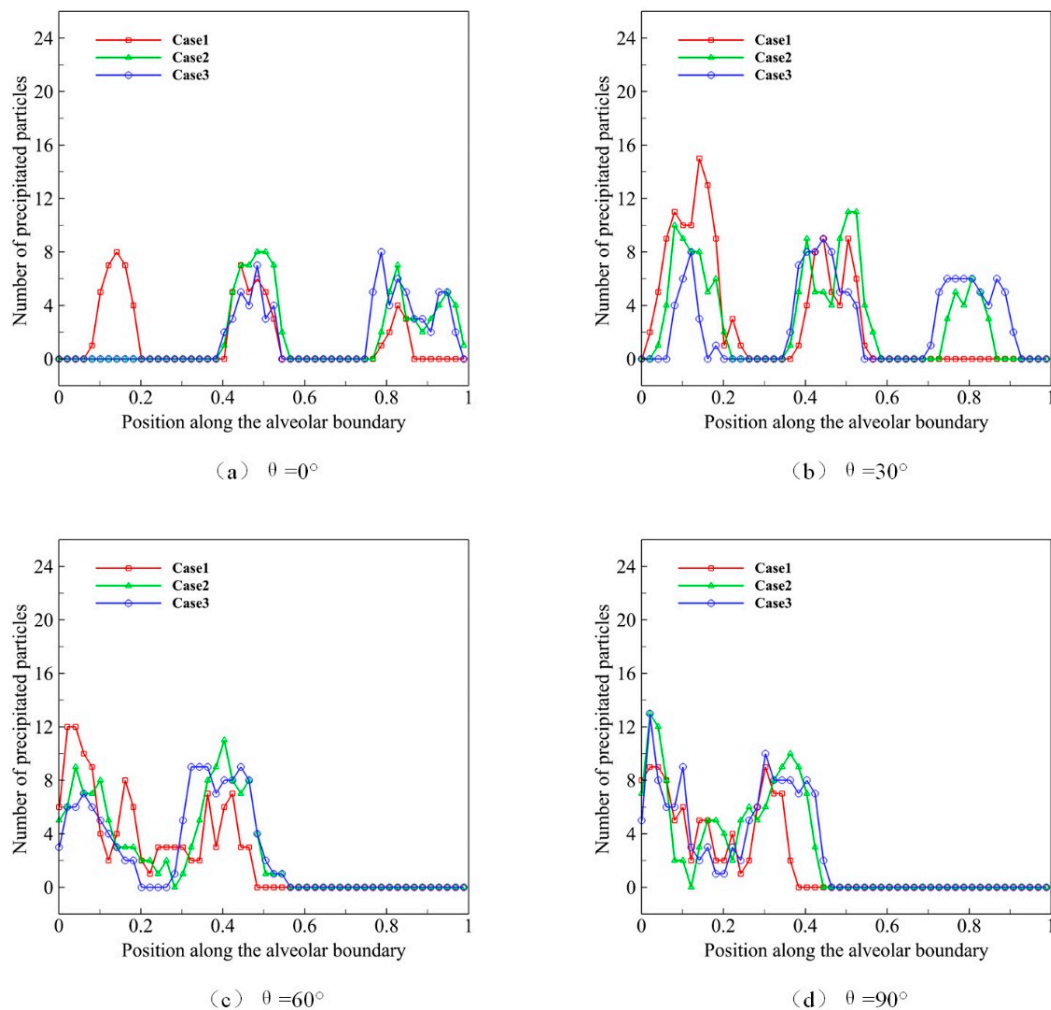 Number of precipitated particles
24
20
16
12
8
4
0
Case1
Case2
Case3
0 0.2 0.4 0.6 0.8 1
Position along the alveolar boundary
（a） θ =0°
Number of precipitated particles
24
20
16
12
8
4
0
Case1
Case2
Case3
0 0.2 0.4 0.6 0.8 1
Position along the alveolar boundary
（b） θ =30°
Number of precipitated particles
24
20
16
12
8
4
0
Case1
Case2
Case3
0 0.2 0.4 0.6 0.8 1
Position along the alveolar boundary
（c） θ =60°
Number of precipitated particles
24
20
16
12
8
4
0
Case1
Case2
Case3
0 0.2 0.4 0.6 0.8 1
Position along the alveolar boundary
（d） θ =90°